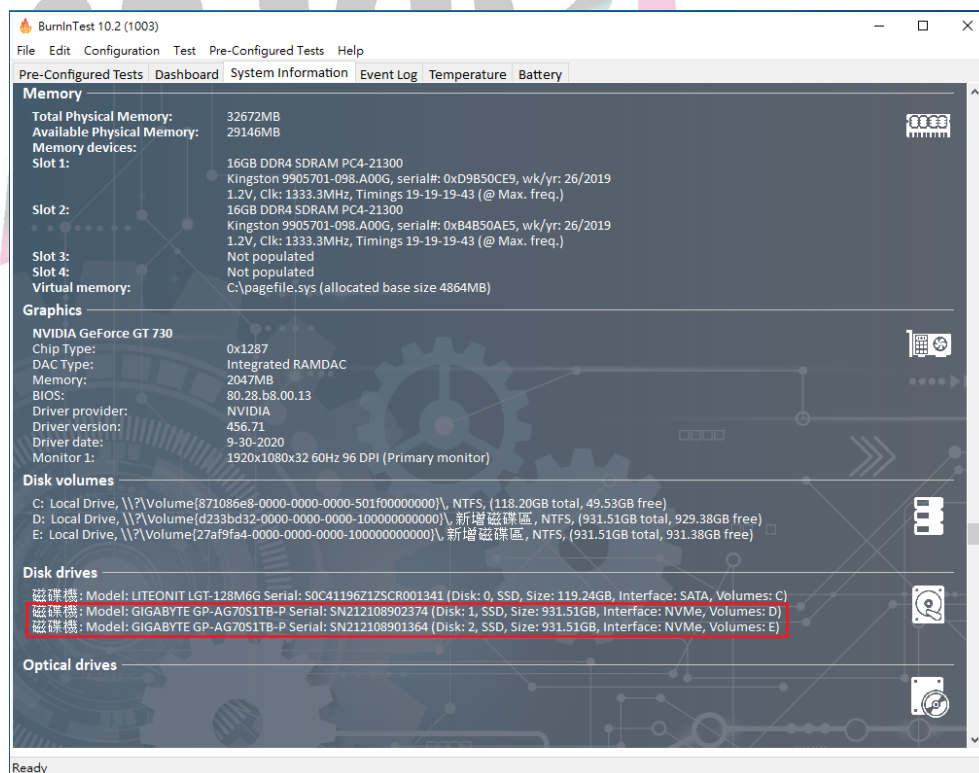 BurnInTest 10.2 (1003)
File Edit Configuration Test Pre-Configured Tests Help
Pre-Configured Tests Dashboard System Information Event Log Temperature Battery
Memory
Total Physical Memory: 32672MB
Available Physical Memory: 29146MB
Memory devices:
Slot 1: 16GB DDR4 SDRAM PC4-21300
Kingston 9905701-098.A00G, serial#: 0xD9B50CE9, wk/yr: 26/2019
1.2V, Clk: 1333.3MHz, Timings 19-19-19-43 (@ Max. freq.)
Slot 2: 16GB DDR4 SDRAM PC4-21300
Kingston 9905701-098.A00G, serial#: 0xB4B50AE5, wk/yr: 26/2019
1.2V, Clk: 1333.3MHz, Timings 19-19-19-43 (@ Max. freq.)
Slot 3: Not populated
Slot 4: Not populated
Virtual memory: C:\pagefile.sys (allocated base size 4864MB)
Graphics
NVIDIA GeForce GT 730
Chip Type: 0x1287
DAC Type: Integrated RAMDAC
Memory: 2047MB
BIOS: 80.28.b8.00.13
Driver provider: NVIDIA
Driver version: 456.71
Driver date: 9-30-2020
Monitor 1: 1920x1080x32 60Hz 96 DPI (Primary monitor)
Disk volumes
C: Local Drive, \\?\Volume{871086e8-0000-0000-0000-501f00000000}\, NTFS, (118.20GB total, 49.53GB free)
D: Local Drive, \\?\Volume{d233bd32-0000-0000-0000-100000000000}\, 新增磁碟區, NTFS, (931.51GB total, 929.38GB free)
E: Local Drive, \\?\Volume{27af9fa4-0000-0000-0000-100000000000}\, 新增磁碟區, NTFS, (931.51GB total, 931.38GB free)
Disk drives
磁碟機: Model: LITEONIT LGT-128M6G Serial: S0C41196Z1ZSCR001341 (Disk: 0, SSD, Size: 119.24GB, Interface: SATA, Volumes: C)
磁碟機: Model: GIGABYTE GP-AG70S1TB-P Serial: SN212108902374 (Disk: 1, SSD, Size: 931.51GB, Interface: NVMe, Volumes: D)
磁碟機: Model: GIGABYTE GP-AG70S1TB-P Serial: SN212108901364 (Disk: 2, SSD, Size: 931.51GB, Interface: NVMe, Volumes: E)
Optical drives
Ready